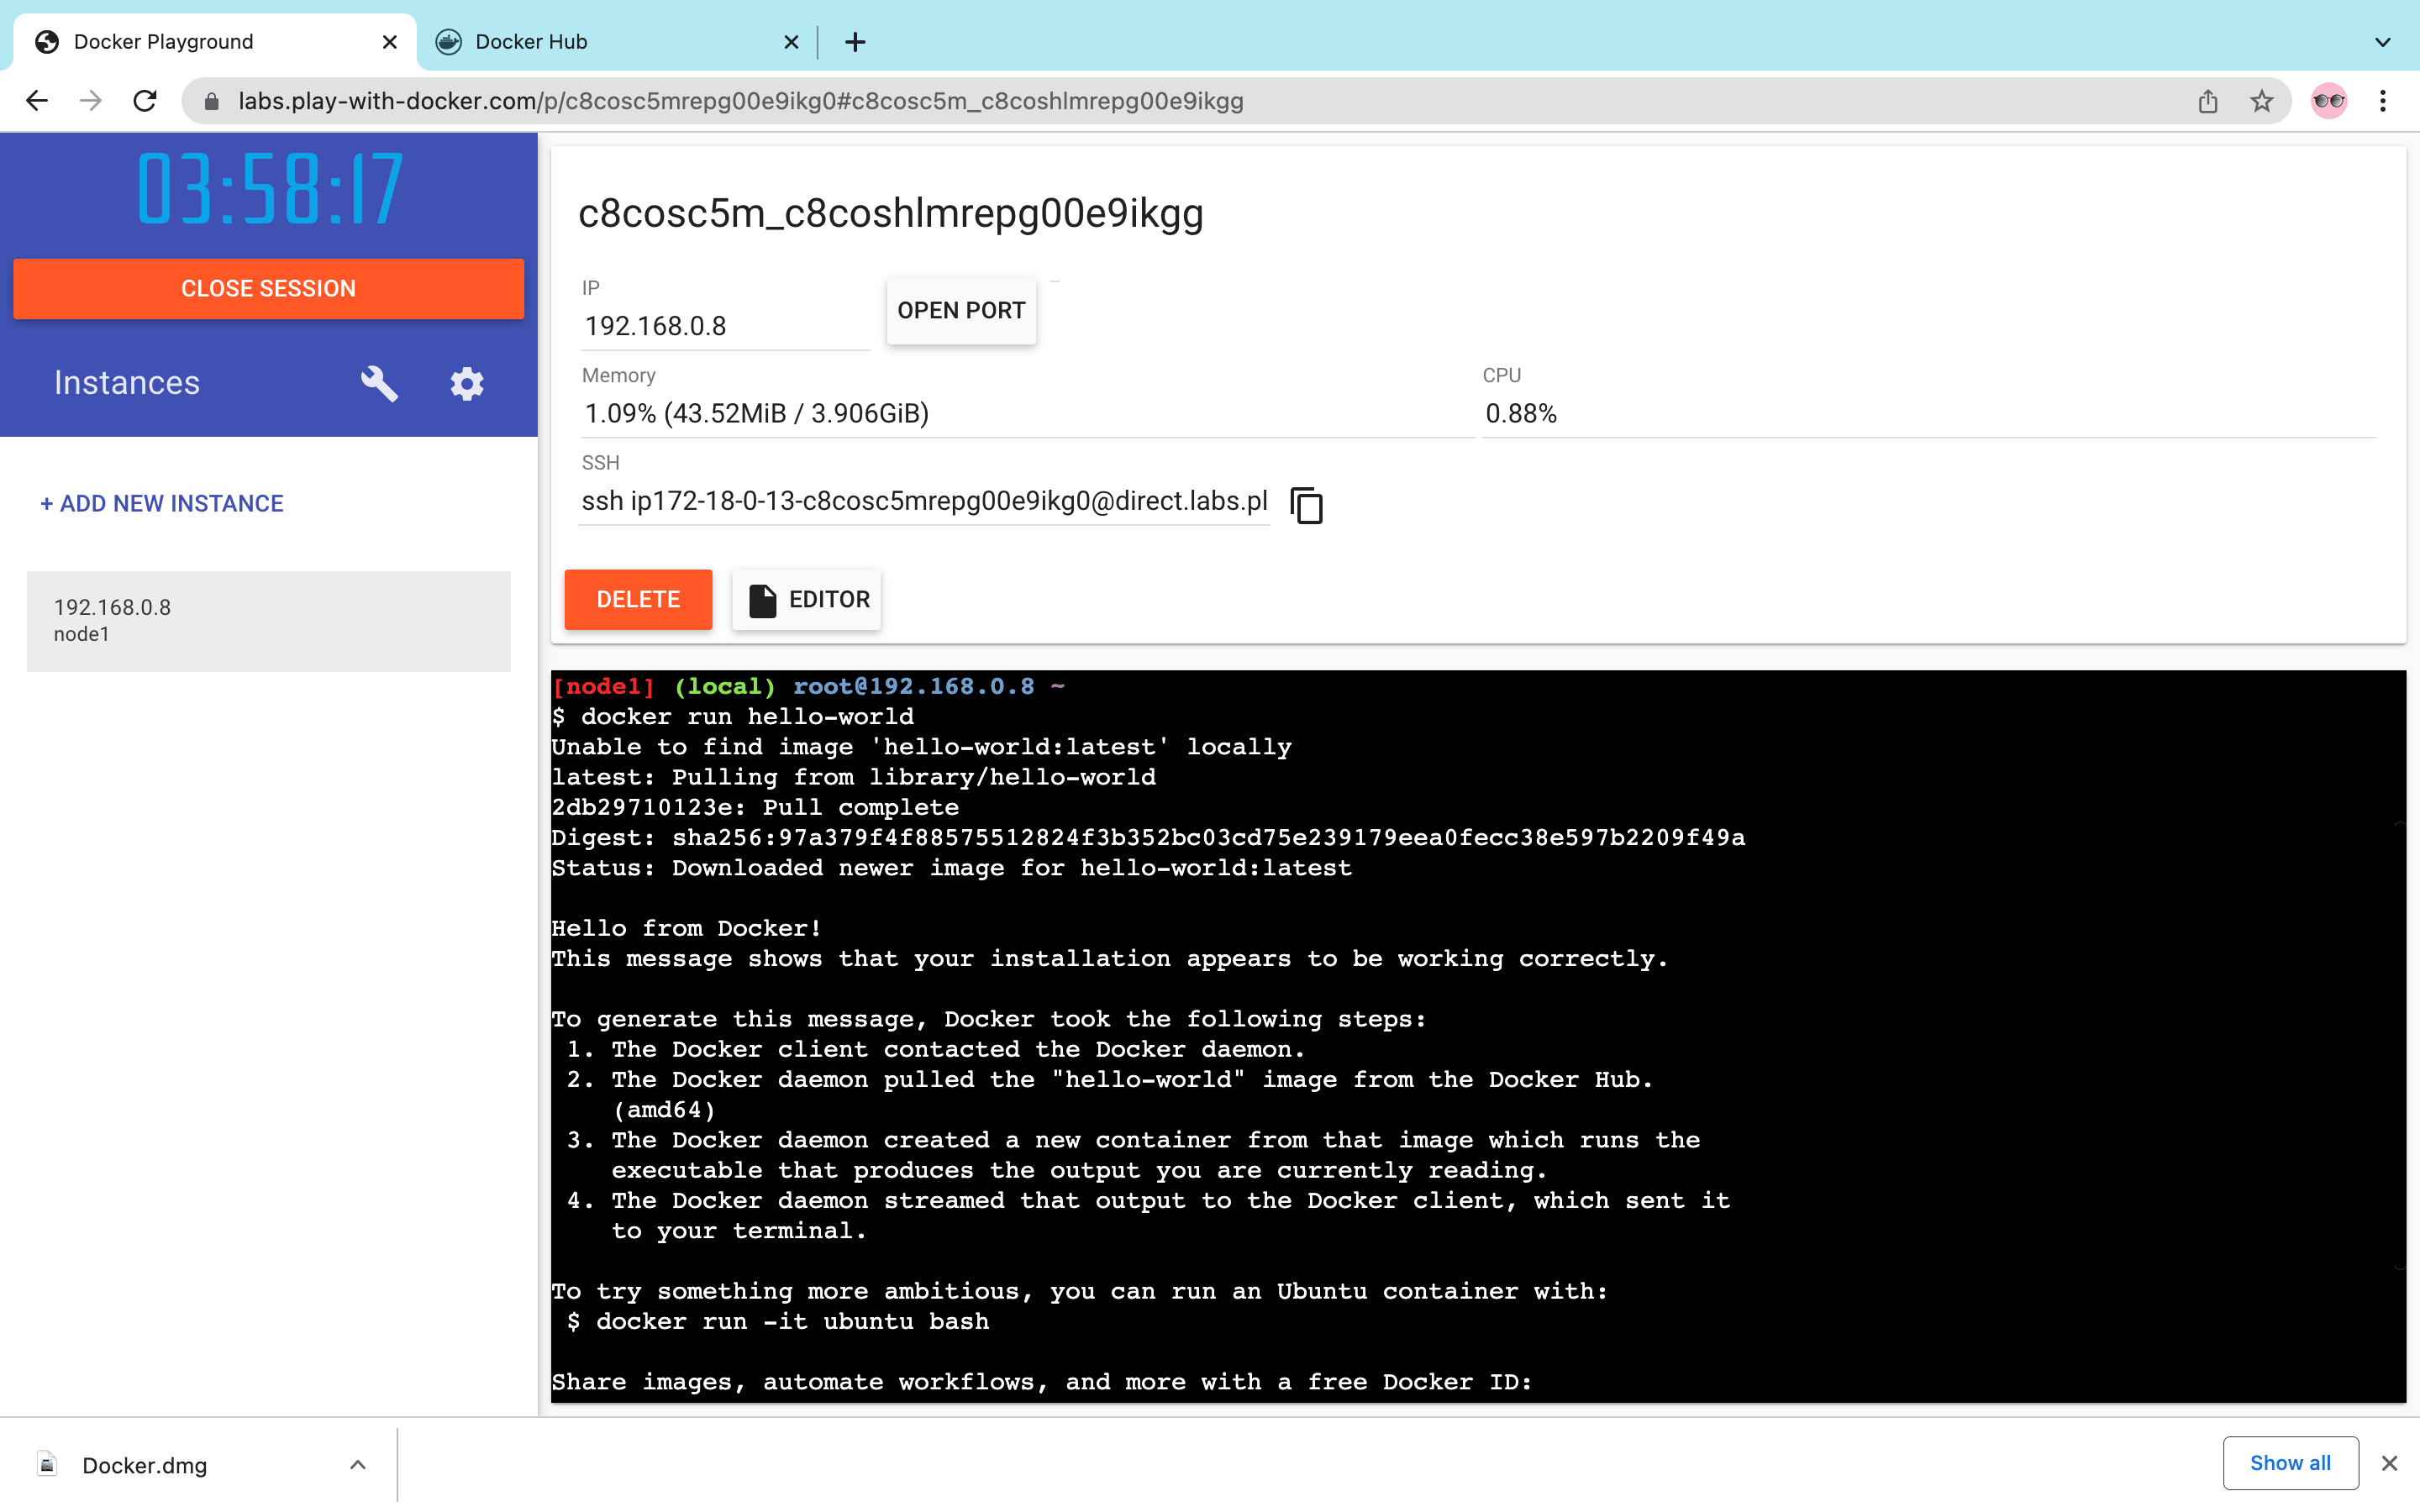 Docker Playground
Docker Hub
labs.play-with-docker.com/p/c8cosc5mrepg00e9ikg0#c8cosc5m_c8coshlmrepg00e9ikgg
03:58:17
CLOSE SESSION
Instances
+ ADD NEW INSTANCE
192.168.0.8
node1
c8cosc5m_c8coshlmrepg00e9ikgg
IP
192.168.0.8
OPEN PORT
Memory
1.09% (43.52MiB / 3.906GiB)
CPU
0.88%
SSH
ssh ip172-18-0-13-c8cosc5mrepg00e9ikg0@direct.labs.pl
DELETE
EDITOR
[node1] (local) root@192.168.0.8 ~
$ docker run hello-world
Unable to find image 'hello-world:latest' locally
latest: Pulling from library/hello-world
2db29710123e: Pull complete
Digest: sha256:97a379f4f88575512824f3b352bc03cd75e239179eea0fecc38e597b2209f49a
Status: Downloaded newer image for hello-world:latest
Hello from Docker!
This message shows that your installation appears to be working correctly.
To generate this message, Docker took the following steps:
1. The Docker client contacted the Docker daemon.
2. The Docker daemon pulled the "hello-world" image from the Docker Hub.
(amd64)
3. The Docker daemon created a new container from that image which runs the
executable that produces the output you are currently reading.
4. The Docker daemon streamed that output to the Docker client, which sent it
to your terminal.
To try something more ambitious, you can run an Ubuntu container with:
$ docker run -it ubuntu bash
Share images, automate workflows, and more with a free Docker ID:
Docker.dmg
Show all